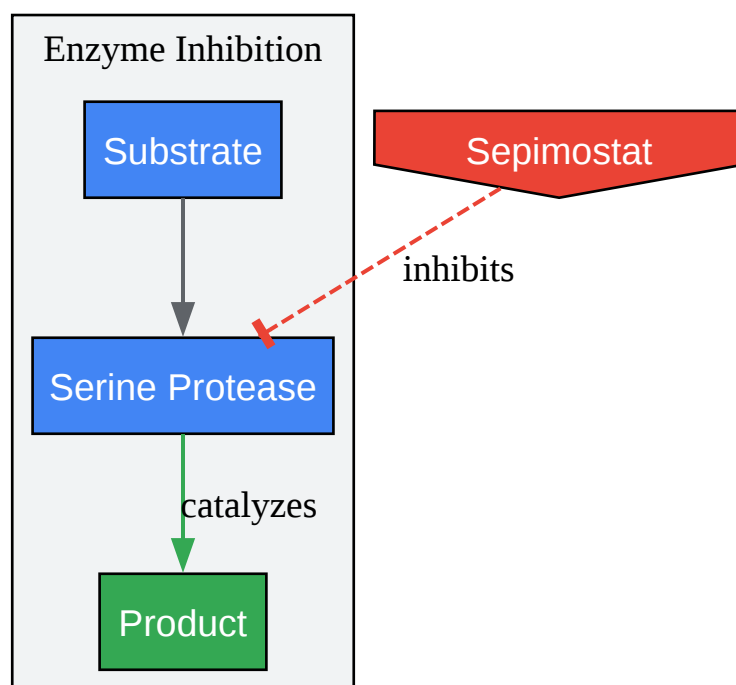 Enzyme Inhibition
Substrate
Sepimostat
inhibits
Serine Protease
catalyzes
Product